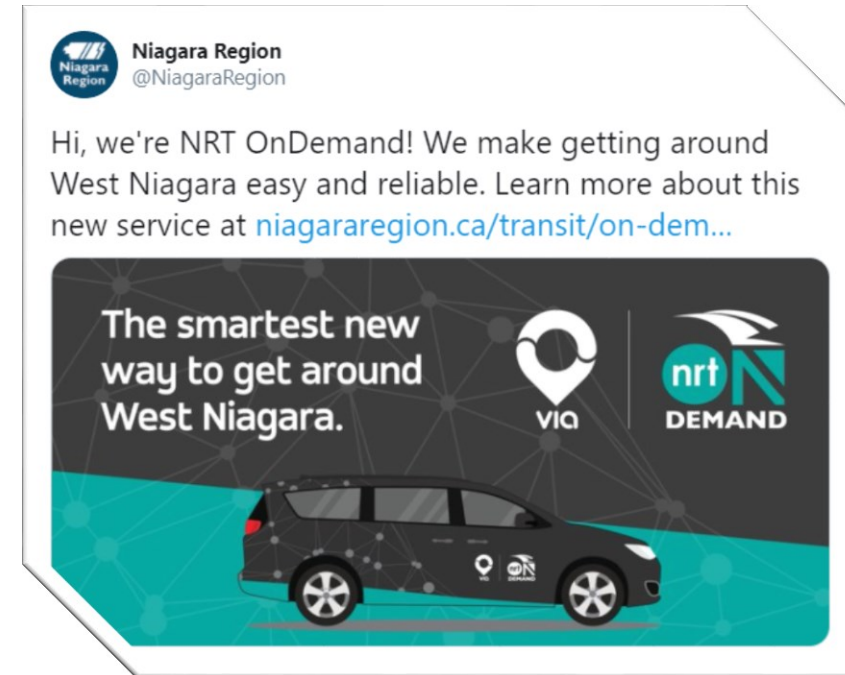 Niagara
Region
Niagara Region
@NiagaraRegion
Hi, we're NRT OnDemand! We make getting around
West Niagara easy and reliable. Learn more about this
new service at niagararegion.ca/transit/on-dem...
The smartest new
way to get around
West Niagara.
via
nrt ON
DEMAND
via
nrt ON
DEMAND